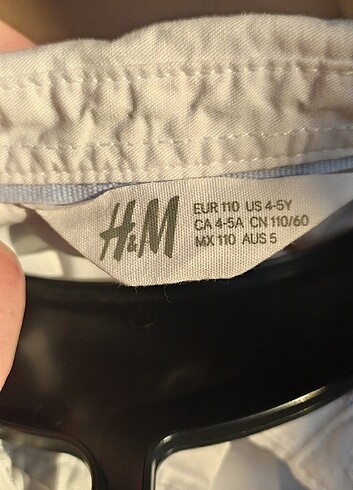 H&M
EUR 110 US 4-5Y
CA 4-5A CN 110/60
MX 110 AUS 5